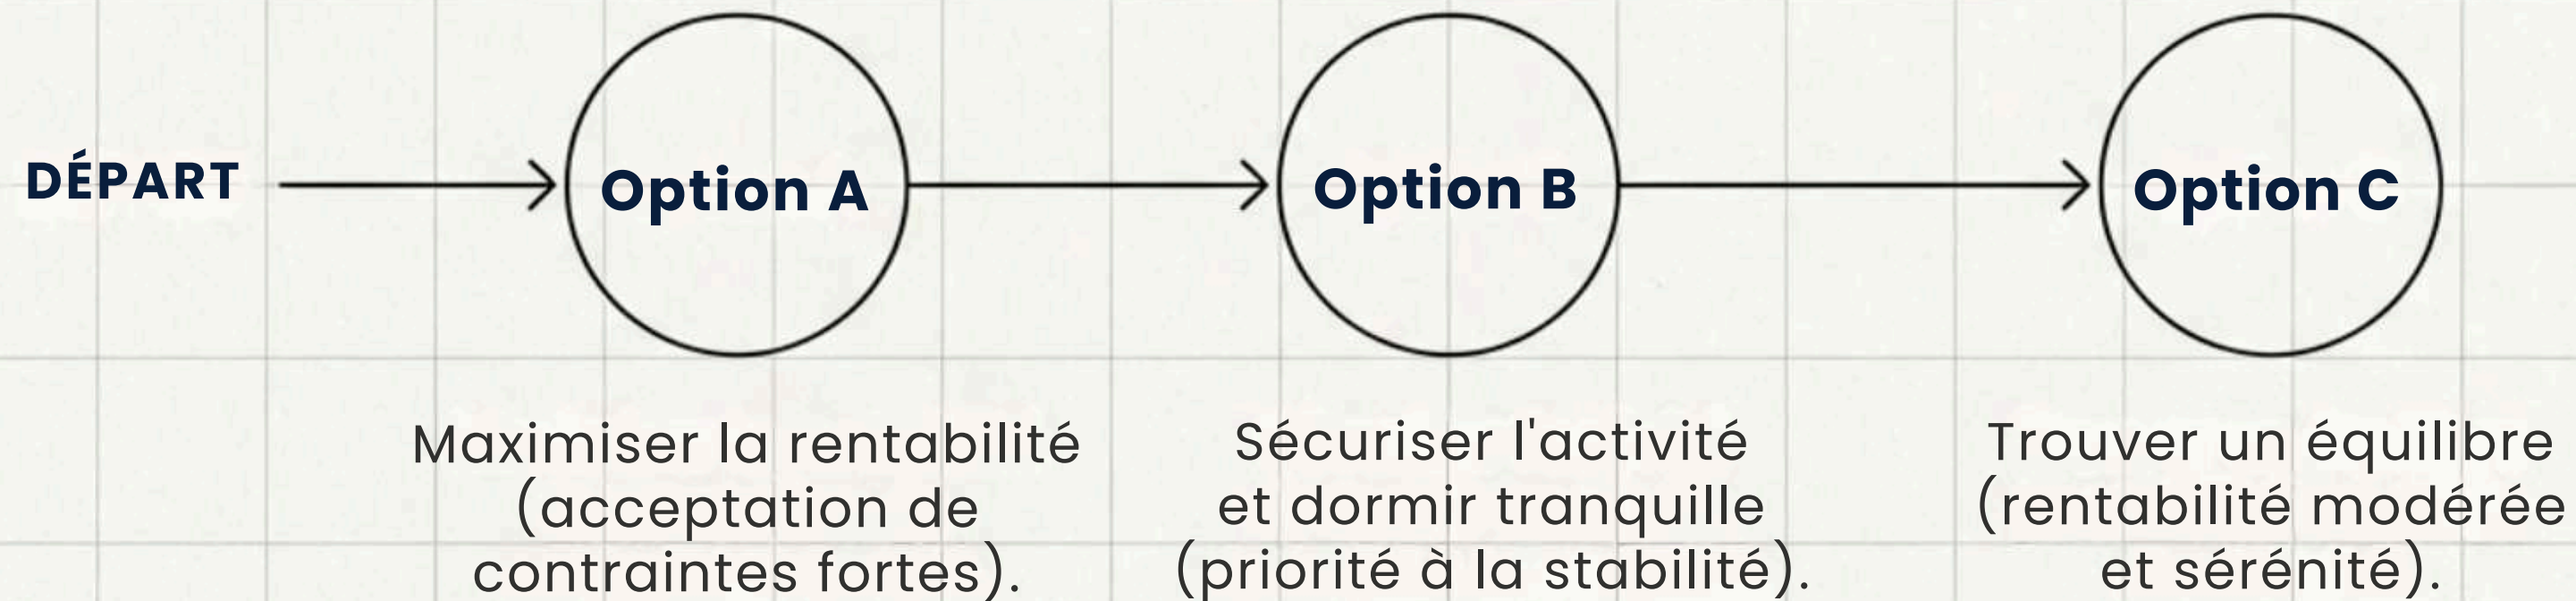 DÉPART
Option A
Option B
Option C
Maximiser la rentabilité
(acceptation de
contraintes fortes).
Sécuriser l'activité
et dormir tranquille
(priorité à la stabilité).
Trouver un équilibre
(rentabilité modérée
et sérénité).